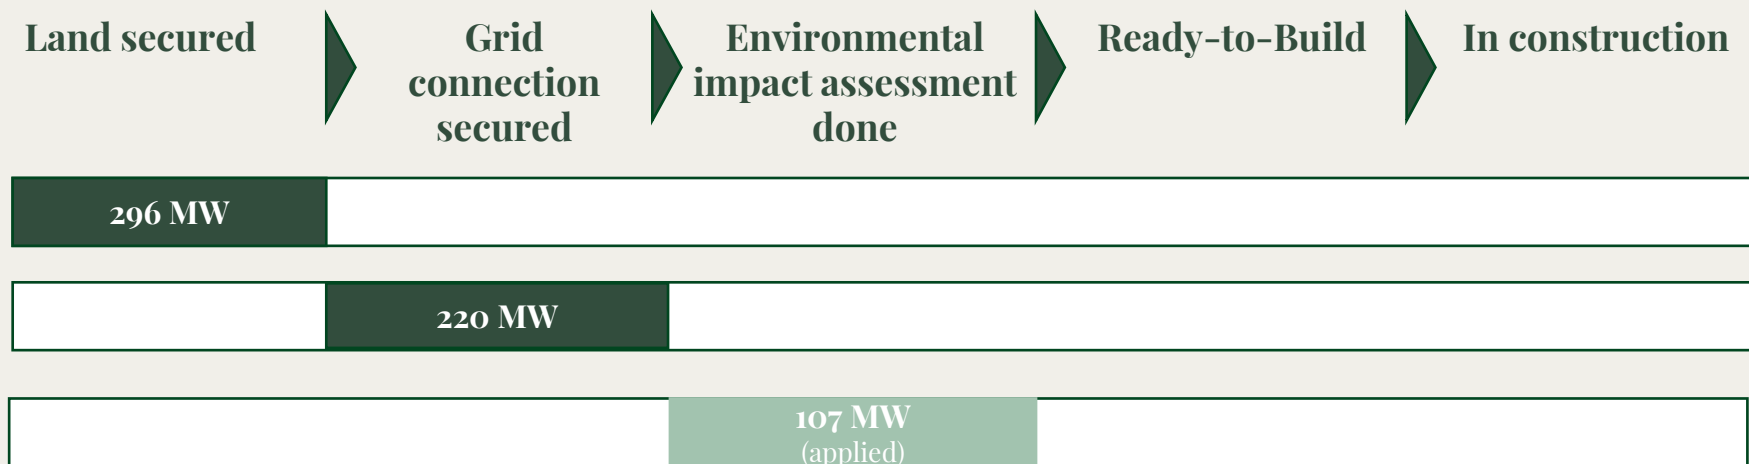 Land secured
Grid
connection
secured
Environmental
impact assessment
done
Ready-to-Build
In construction
296 MW
220 MW
107 MW
(applied)